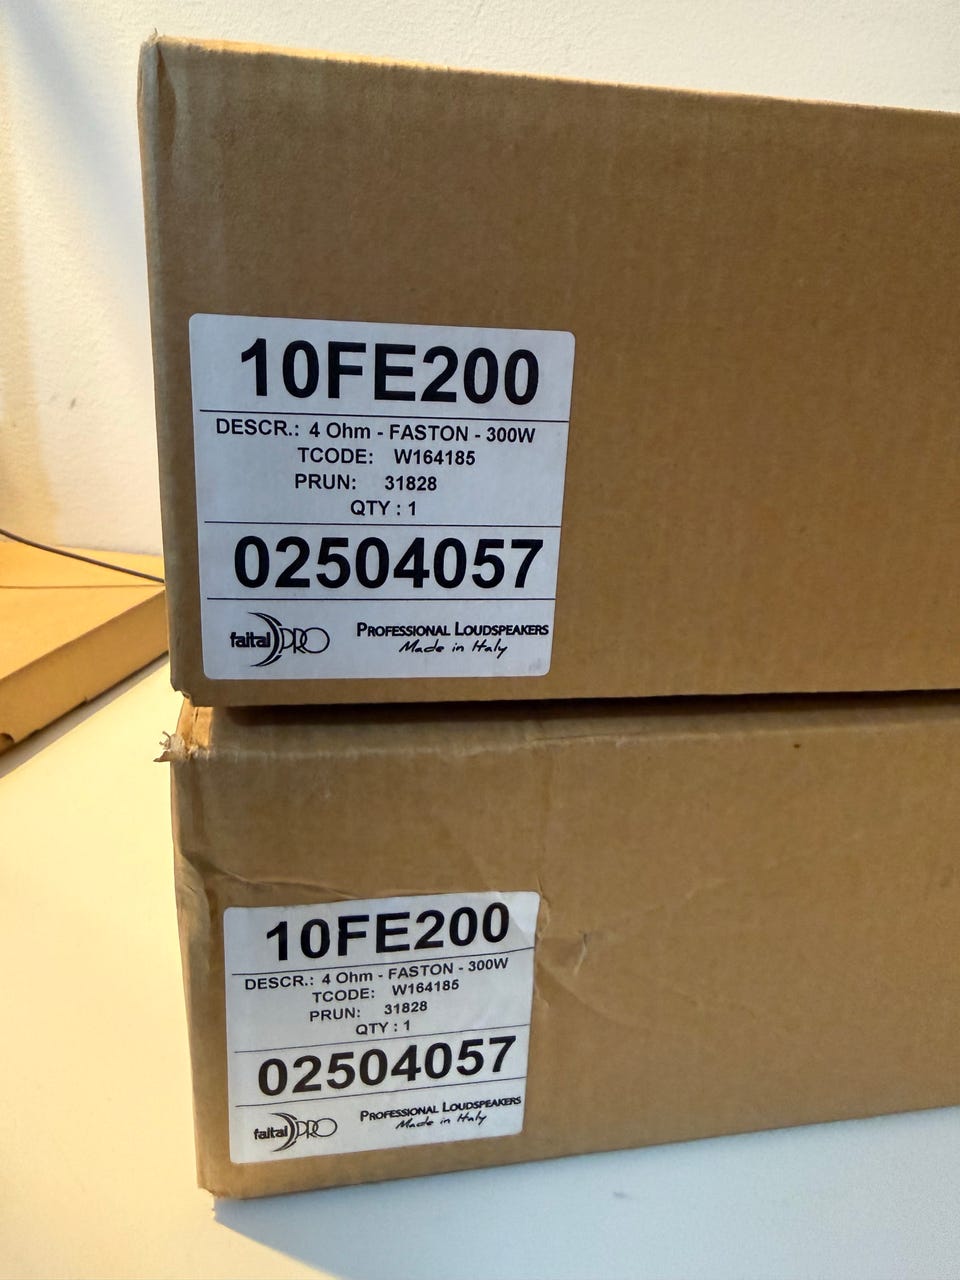 10FE200
DESCR.: 4 Ohm - FASTON - 300W
TCODE: W164185
PRUN: 31828
QTY : 1
02504057
faital PRO PROFESSIONAL LOUDSPEAKERS
Made in Italy
10FE200
DESCR.: 4 Ohm - FASTON - 300W
TCODE: W164185
PRUN: 31828
QTY : 1
02504057
faital PRO PROFESSIONAL LOUDSPEAKERS
Made in Italy